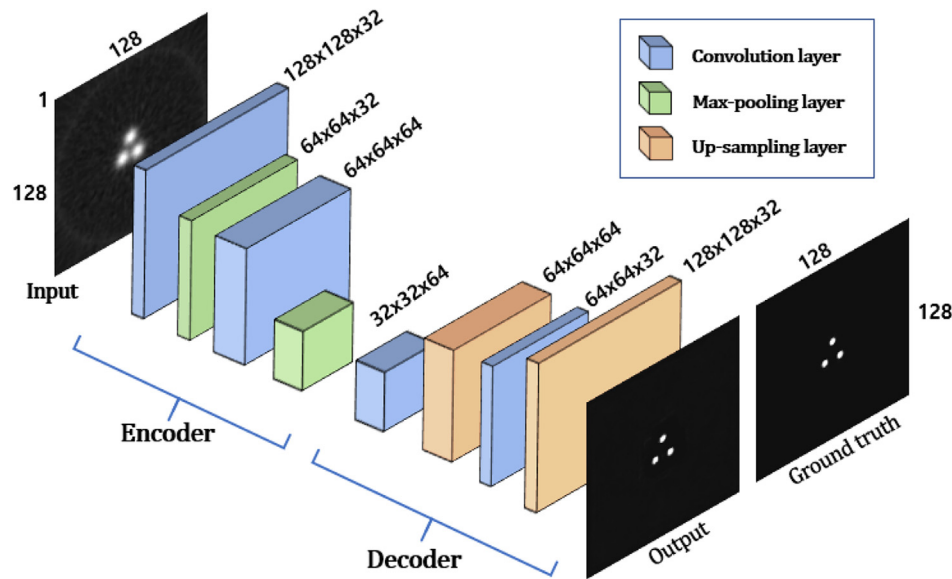 128
1
128
Input
128x128x32
64x64x32
64x64x64
32x32x64
64x64x64
64x64x32
128x128x32
Encoder
Decoder
Output
128
128
Ground truth
Convolution layer
Max-pooling layer
Up-sampling layer